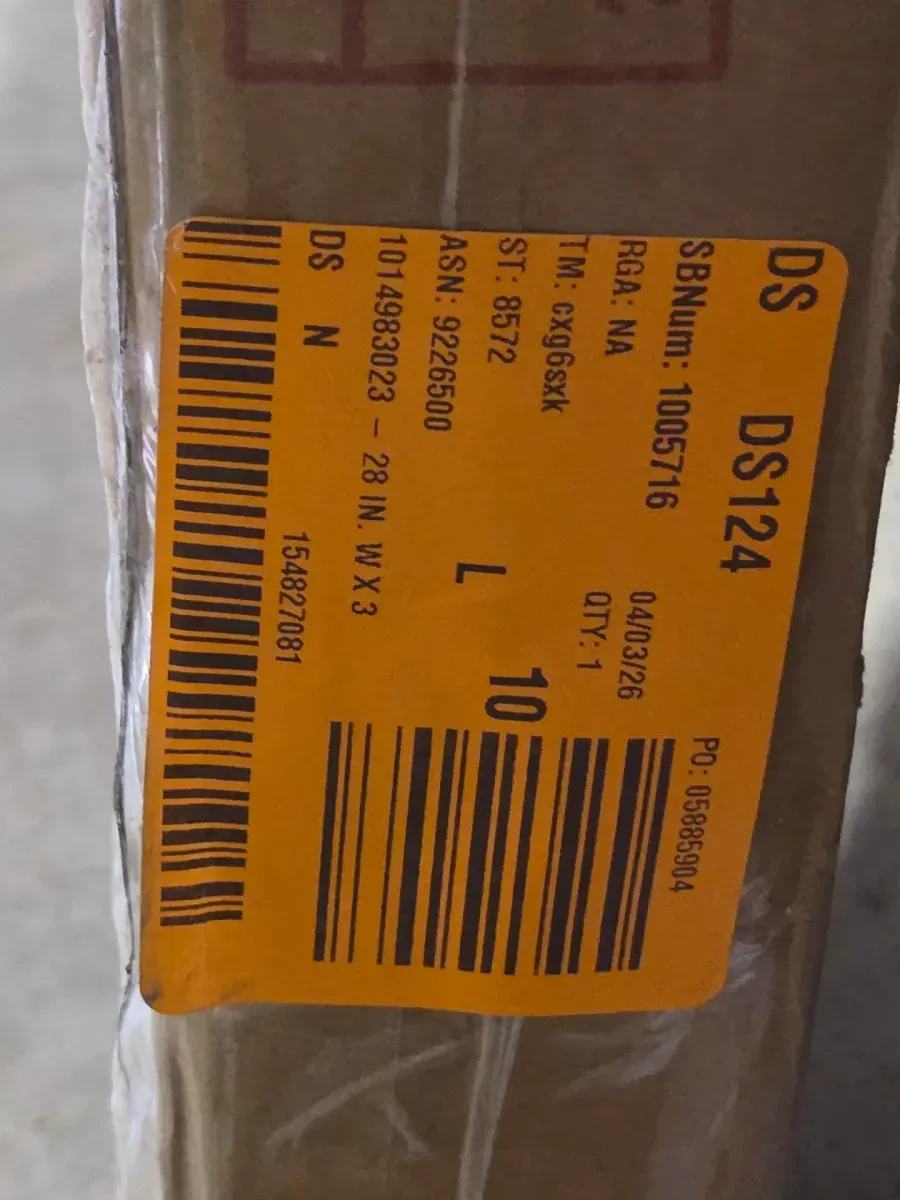 DS DS124
SBNum: 1005716 PO: 05885904
RGA: NA 04/03/26
TM: cxg6sxk QTY: 1
ST: 8572 10
ASN: 9226500 L
1014983023 - 28 IN. W X 3
DS N 154827081